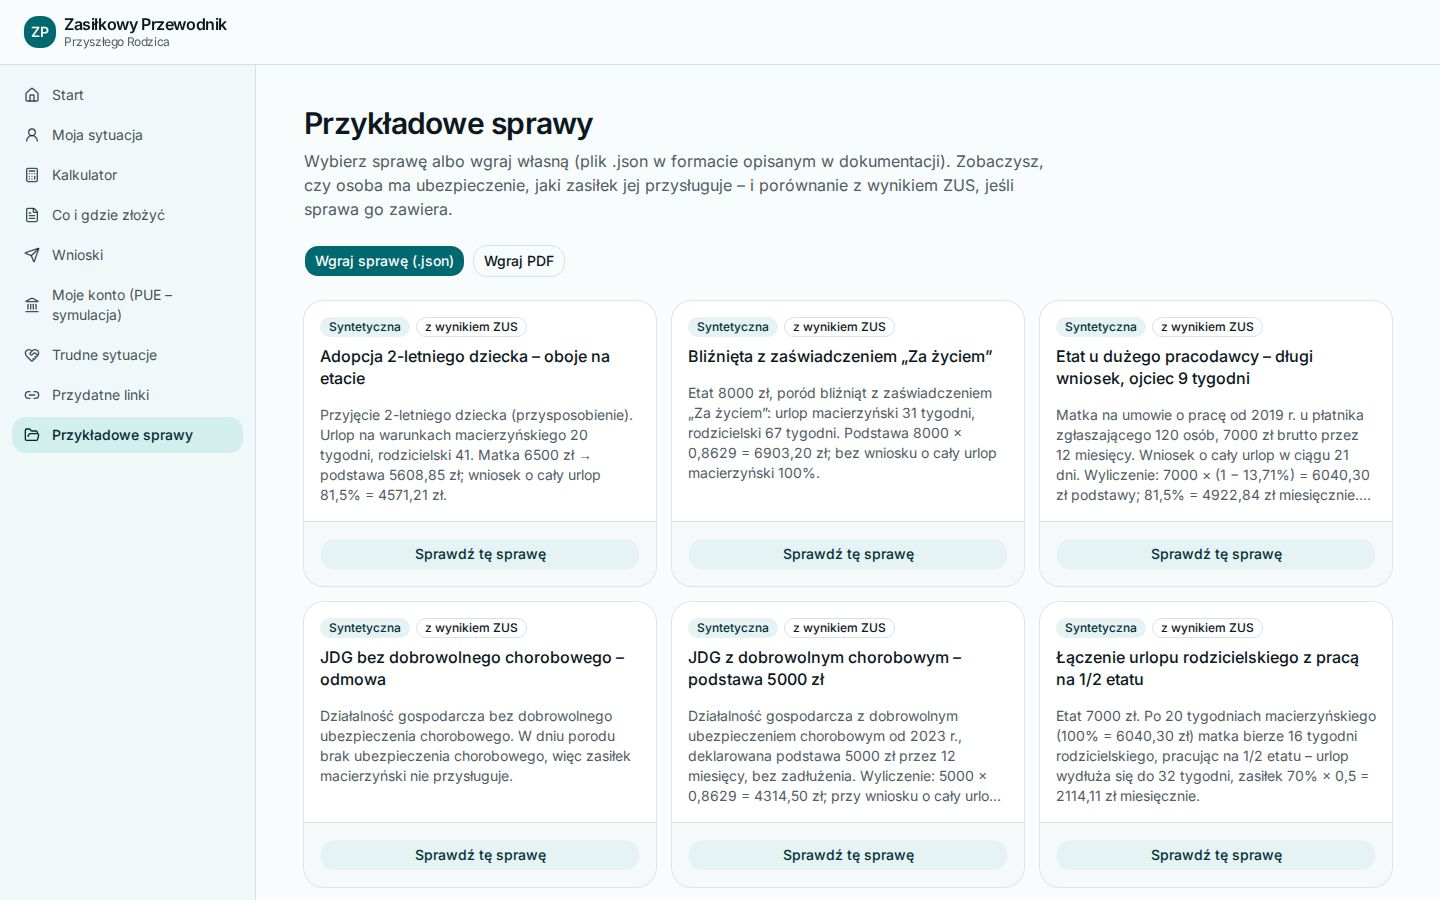 ZP
Zasiłkowy Przewodnik
Przyszłego Rodzica
Start
Moja sytuacja
Kalkulator
Co i gdzie złożyć
Wnioski
Moje konto (PUE –
symulacja)
Trudne sytuacje
Przydatne linki
Przykładowe sprawy
Przykładowe sprawy
Wybierz sprawę albo wgraj własną (plik .json w formacie opisanym w dokumentacji). Zobaczysz,
czy osoba ma ubezpieczenie, jaki zasiłek jej przysługuje – i porównanie z wynikiem ZUS, jeśli
sprawa go zawiera.
Wgraj sprawę (.json)
Wgraj PDF
Syntetyczna
z wynikiem ZUS
Adopcja 2-letniego dziecka – oboje na
etacie
Przyjęcie 2-letniego dziecka (przysposobienie).
Urlop na warunkach macierzyńskiego 20
tygodni, rodzicielski 41. Matka 6500 zł →
podstawa 5608,85 zł; wniosek o cały urlop
81,5% = 4571,21 zł.
Sprawdź tę sprawę
Syntetyczna
z wynikiem ZUS
Bliźnięta z zaświadczeniem „Za życiem”
Etat 8000 zł, poród bliźniąt z zaświadczeniem
„Za życiem”: urlop macierzyński 31 tygodni,
rodzicielski 67 tygodni. Podstawa 8000 ×
0,8629 = 6903,20 zł; bez wniosku o cały urlop
macierzyński 100%.
Sprawdź tę sprawę
Syntetyczna
z wynikiem ZUS
Etat u dużego pracodawcy – długi
wniosek, ojciec 9 tygodni
Matka na umowie o pracę od 2019 r. u płatnika
zgłaszającego 120 osób, 7000 zł brutto przez
12 miesięcy. Wniosek o cały urlop w ciągu 21
dni. Wyliczenie: 7000 × (1 − 13,71%) = 6040,30
zł podstawy; 81,5% = 4922,84 zł miesięcznie....
Sprawdź tę sprawę
Syntetyczna
z wynikiem ZUS
JDG bez dobrowolnego chorobowego –
odmowa
Działalność gospodarcza bez dobrowolnego
ubezpieczenia chorobowego. W dniu porodu
brak ubezpieczenia chorobowego, więc zasiłek
macierzyński nie przysługuje.
Sprawdź tę sprawę
Syntetyczna
z wynikiem ZUS
JDG z dobrowolnym chorobowym –
podstawa 5000 zł
Działalność gospodarcza z dobrowolnym
ubezpieczeniem chorobowym od 2023 r.,
deklarowana podstawa 5000 zł przez 12
miesięcy, bez zadłużenia. Wyliczenie: 5000 ×
0,8629 = 4314,50 zł; przy wniosku o cały urlo...
Sprawdź tę sprawę
Syntetyczna
z wynikiem ZUS
Łączenie urlopu rodzicielskiego z pracą
na 1/2 etatu
Etat 7000 zł. Po 20 tygodniach macierzyńskiego
(100% = 6040,30 zł) matka bierze 16 tygodni
rodzicielskiego, pracując na 1/2 etatu – urlop
wydłuża się do 32 tygodni, zasiłek 70% × 0,5 =
2114,11 zł miesięcznie.
Sprawdź tę sprawę